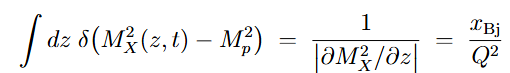 ∫ dz δ(M_X^2(z,t) − M_p^2) = 1 / |∂M_X^2/∂z| = x_Bj / Q^2